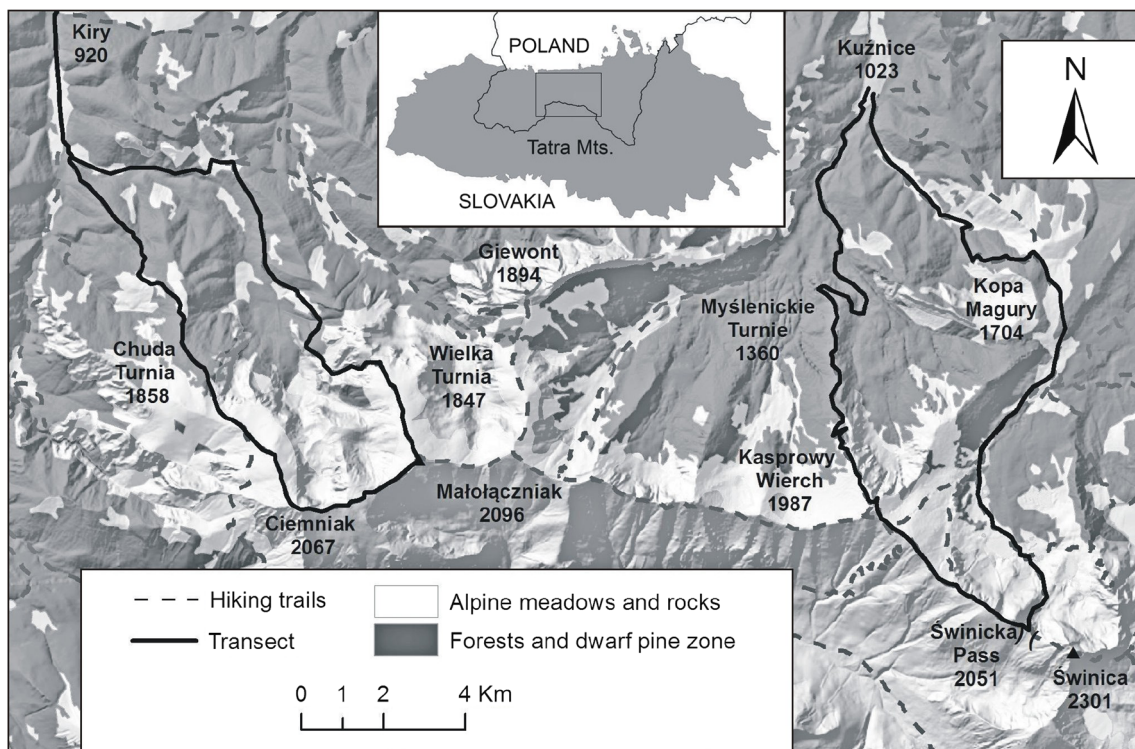 Kiry
920
POLAND
Tatra Mts.
SLOVAKIA
Kuźnice
1023
N
Giewont
1894
Kopa
Magury
1704
Myślenickie
Turnie
1360
Chuda
Turnia
1858
Wielka
Turnia
1847
Kasprowy
Wierch
1987
Małołączniak
2096
Ciemniak
2067
Świnicka
Pass
2051
Świnica
2301
Hiking trails
Alpine meadows and rocks
Transect
Forests and dwarf pine zone
0 1 2 4 Km